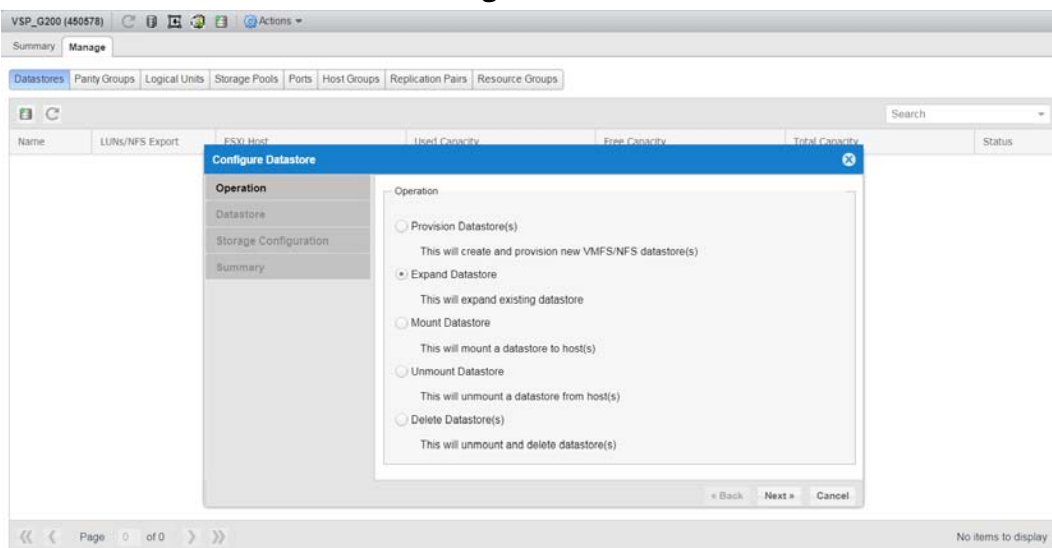 VSP_G200 (450578) Actions
Summary Manage
Datastores Parity Groups Logical Units Storage Pools Ports Host Groups Replication Pairs Resource Groups
Search
Name LUNs/NFS Export ESXi Host Used Capacity Free Capacity Total Capacity Status
Configure Datastore
Operation
Datastore
Storage Configuration
Summary
Operation
Provision Datastore(s)
This will create and provision new VMFS/NFS datastore(s)
Expand Datastore
This will expand existing datastore
Mount Datastore
This will mount a datastore to host(s)
Unmount Datastore
This will unmount a datastore from host(s)
Delete Datastore(s)
This will unmount and delete datastore(s)
« Back Next » Cancel
Page 0 of 0 No items to display